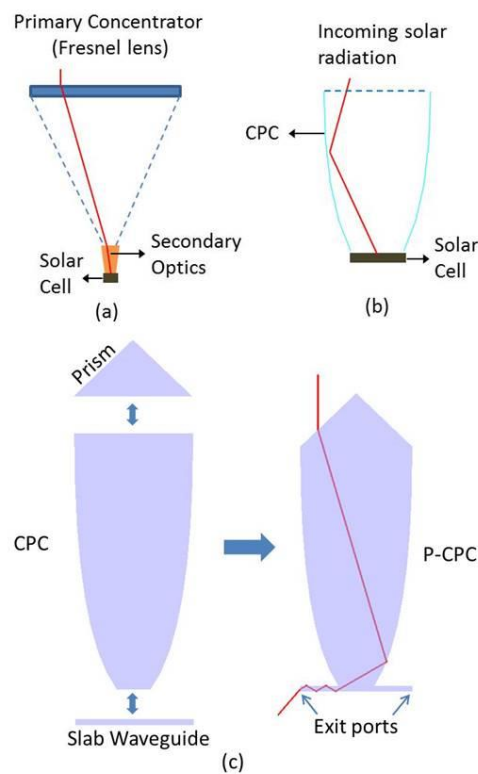 Primary Concentrator
(Fresnel lens)
Secondary
Optics
Solar
Cell
(a)
Incoming solar
radiation
CPC
Solar
Cell
(b)
Prism
CPC
P-CPC
Slab Waveguide
Exit ports
(c)